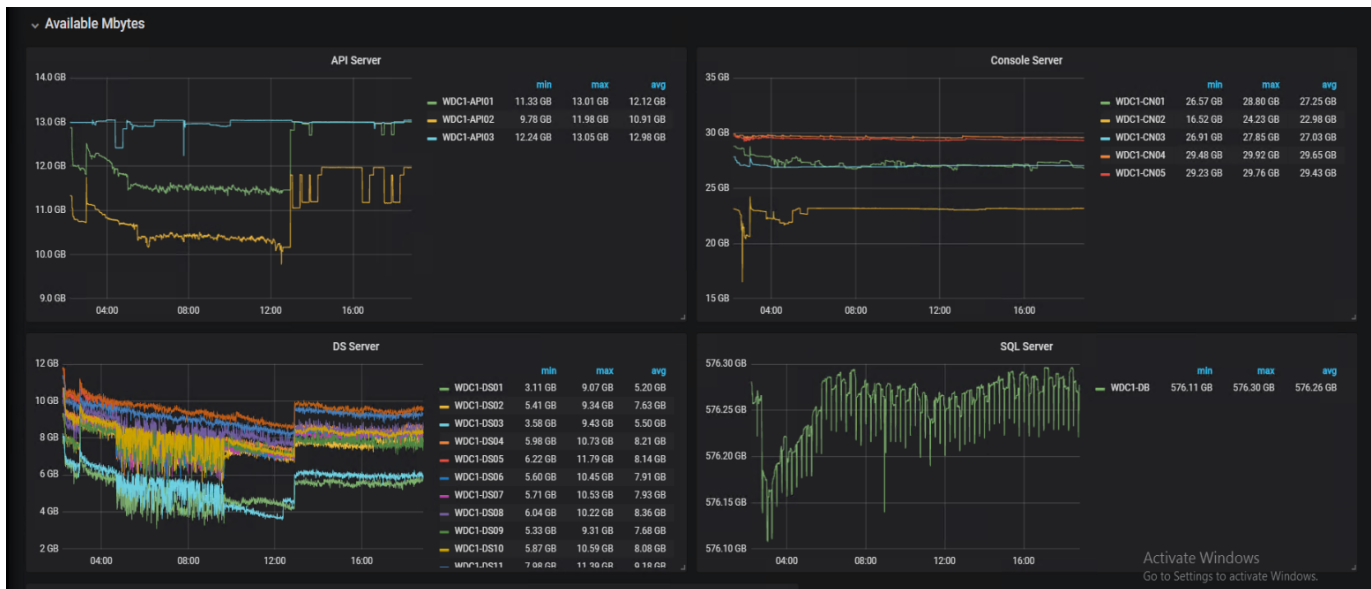 Available Mbytes
API Server
14.0 GB
13.0 GB
12.0 GB
11.0 GB
10.0 GB
9.0 GB
04:00 08:00 12:00 16:00
min max avg
WDC1-API01 11.33 GB 13.01 GB 12.12 GB
WDC1-API02 9.78 GB 11.98 GB 10.91 GB
WDC1-API03 12.24 GB 13.05 GB 12.98 GB
Console Server
35 GB
30 GB
25 GB
20 GB
15 GB
04:00 08:00 12:00 16:00
min max avg
WDC1-CN01 26.57 GB 28.80 GB 27.25 GB
WDC1-CN02 16.52 GB 24.23 GB 22.98 GB
WDC1-CN03 26.91 GB 27.85 GB 27.03 GB
WDC1-CN04 29.48 GB 29.92 GB 29.65 GB
WDC1-CN05 29.23 GB 29.76 GB 29.43 GB
DS Server
12 GB
10 GB
8 GB
6 GB
4 GB
2 GB
04:00 08:00 12:00 16:00
min max avg
WDC1-DS01 3.11 GB 9.07 GB 5.20 GB
WDC1-DS02 5.41 GB 9.34 GB 7.63 GB
WDC1-DS03 3.58 GB 9.43 GB 5.50 GB
WDC1-DS04 5.98 GB 10.73 GB 8.21 GB
WDC1-DS05 6.22 GB 11.79 GB 8.14 GB
WDC1-DS06 5.60 GB 10.45 GB 7.91 GB
WDC1-DS07 5.71 GB 10.53 GB 7.93 GB
WDC1-DS08 6.04 GB 10.22 GB 8.36 GB
WDC1-DS09 5.33 GB 9.31 GB 7.68 GB
WDC1-DS10 5.87 GB 10.59 GB 8.08 GB
WDC1-DS11 7.98 GB 11.39 GB 9.18 GB
SQL Server
576.30 GB
576.25 GB
576.20 GB
576.15 GB
576.10 GB
04:00 08:00 12:00 16:00
min max avg
WDC1-DB 576.11 GB 576.30 GB 576.26 GB
Activate Windows
Go to Settings to activate Windows.